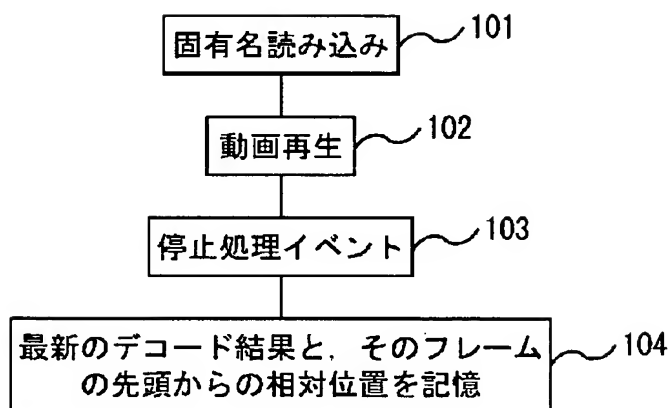 固有名読み込み
101
動画再生
102
停止処理イベント
103
最新のデコード結果と，そのフレーム
の先頭からの相対位置を記憶
104